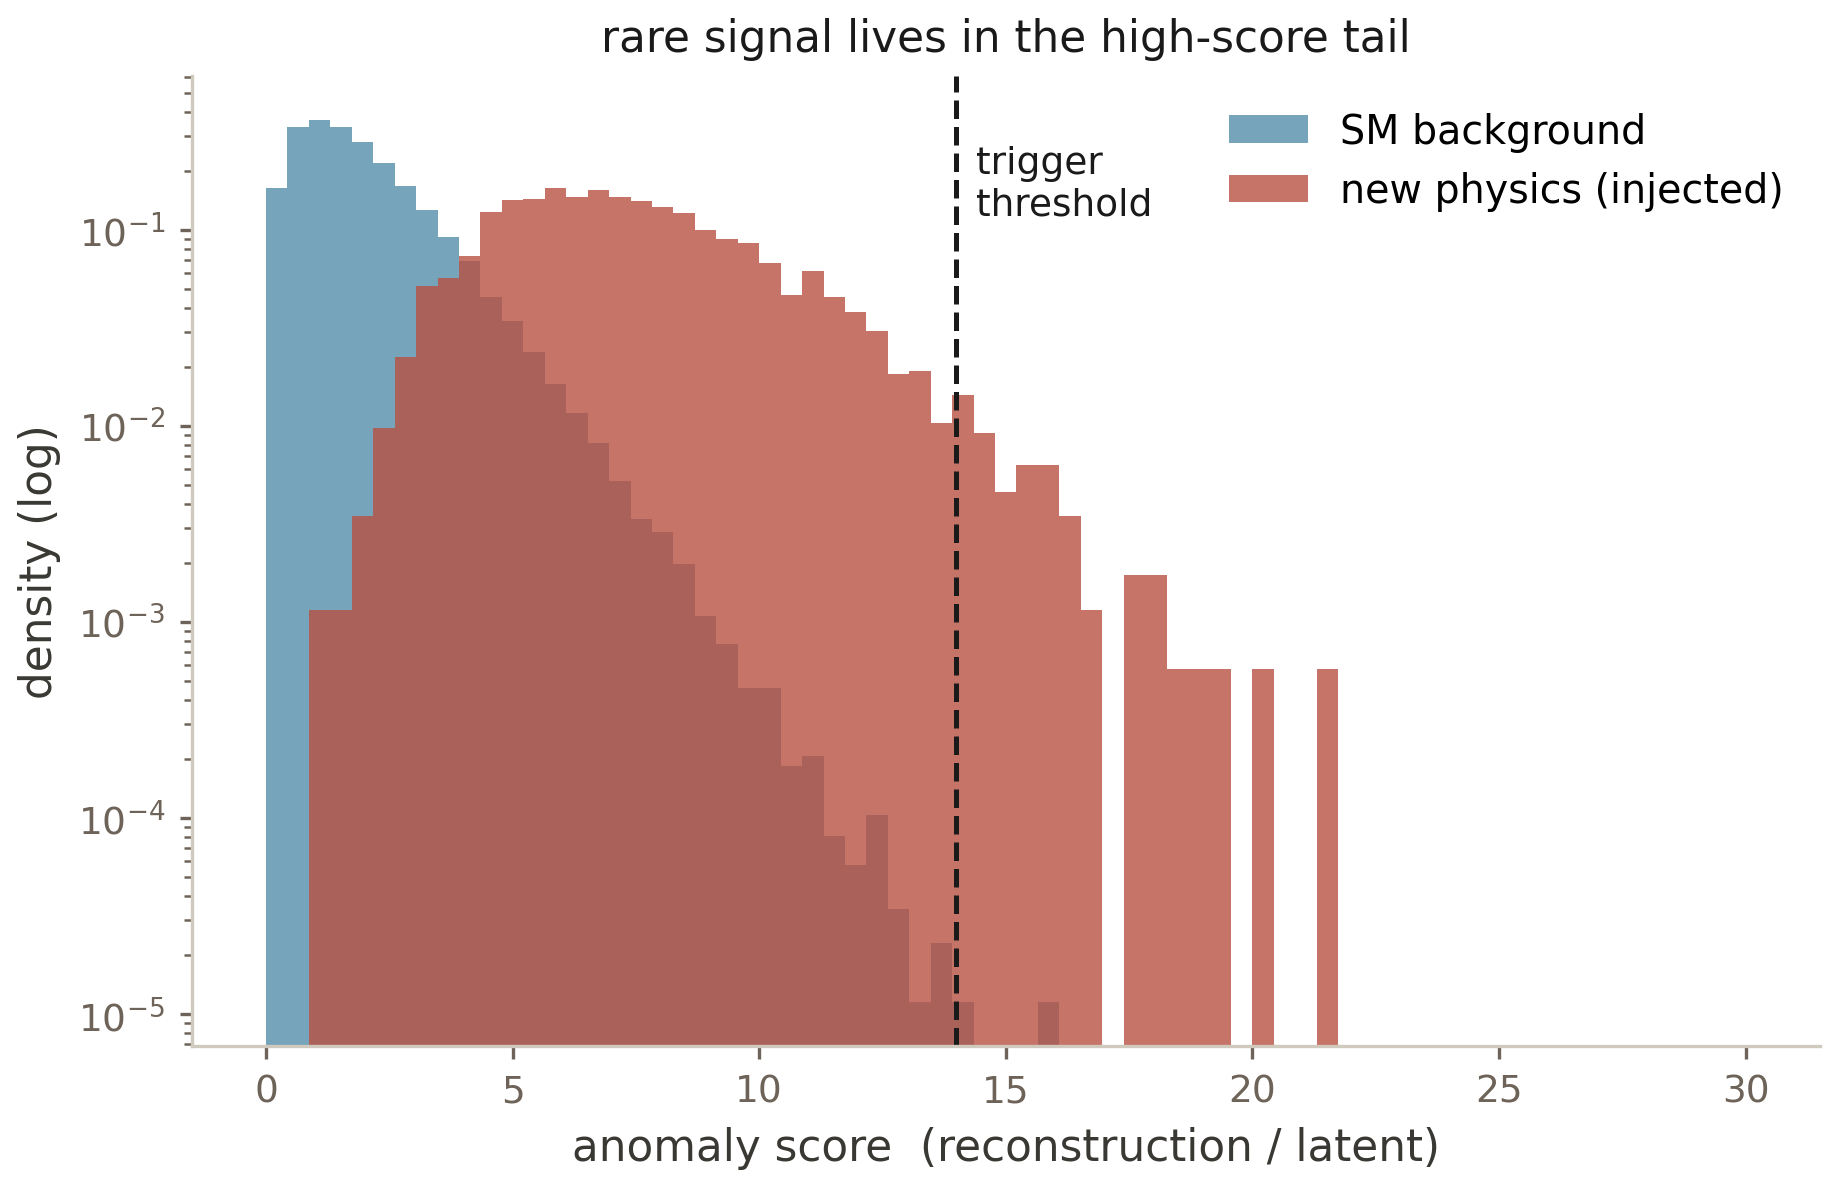 rare signal lives in the high-score tail
SM background
new physics (injected)
trigger
threshold
density (log)
10⁻¹
10⁻²
10⁻³
10⁻⁴
10⁻⁵
0 5 10 15 20 25 30
anomaly score (reconstruction / latent)